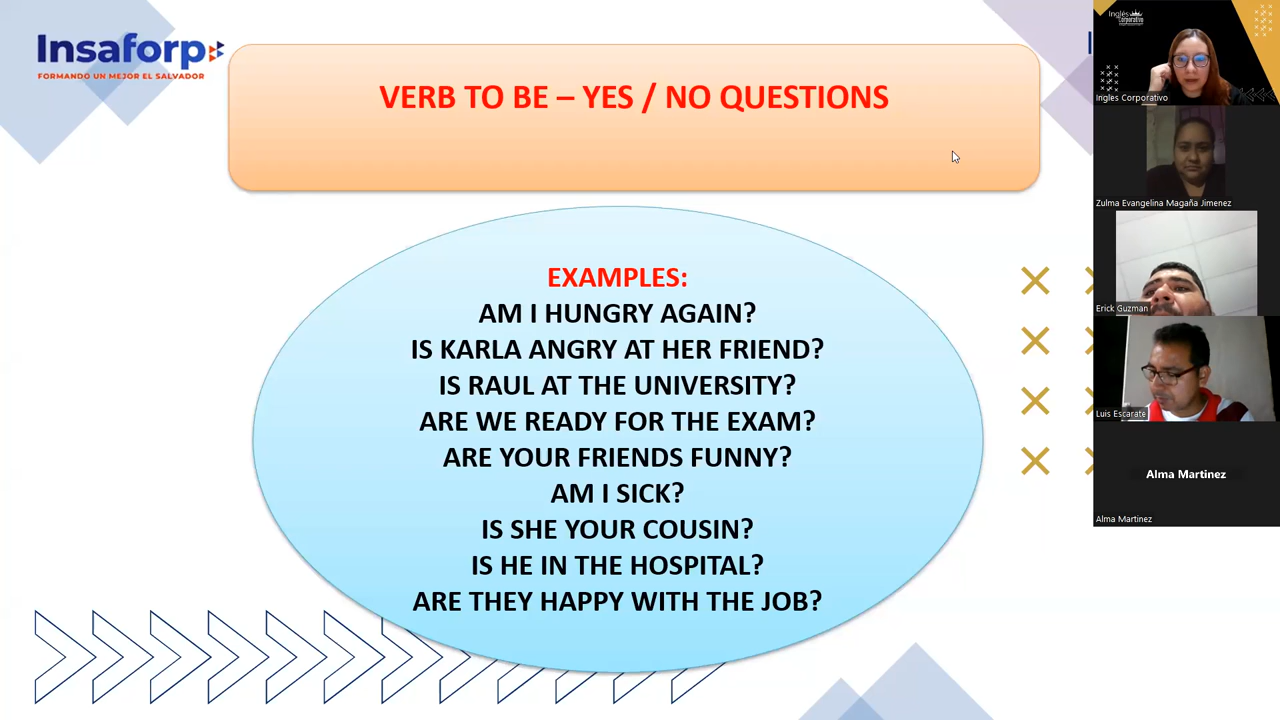 Insaforp
FORMANDO UN MEJOR EL SALVADOR
VERB TO BE – YES / NO QUESTIONS
EXAMPLES:
AM I HUNGRY AGAIN?
IS KARLA ANGRY AT HER FRIEND?
IS RAUL AT THE UNIVERSITY?
ARE WE READY FOR THE EXAM?
ARE YOUR FRIENDS FUNNY?
AM I SICK?
IS SHE YOUR COUSIN?
IS HE IN THE HOSPITAL?
ARE THEY HAPPY WITH THE JOB?
Inglés
Corporativo
Ingles Corporativo
Zulma Evangelina Magaña Jimenez
Erick Guzman
Luis Escarate
Alma Martinez
Alma Martinez